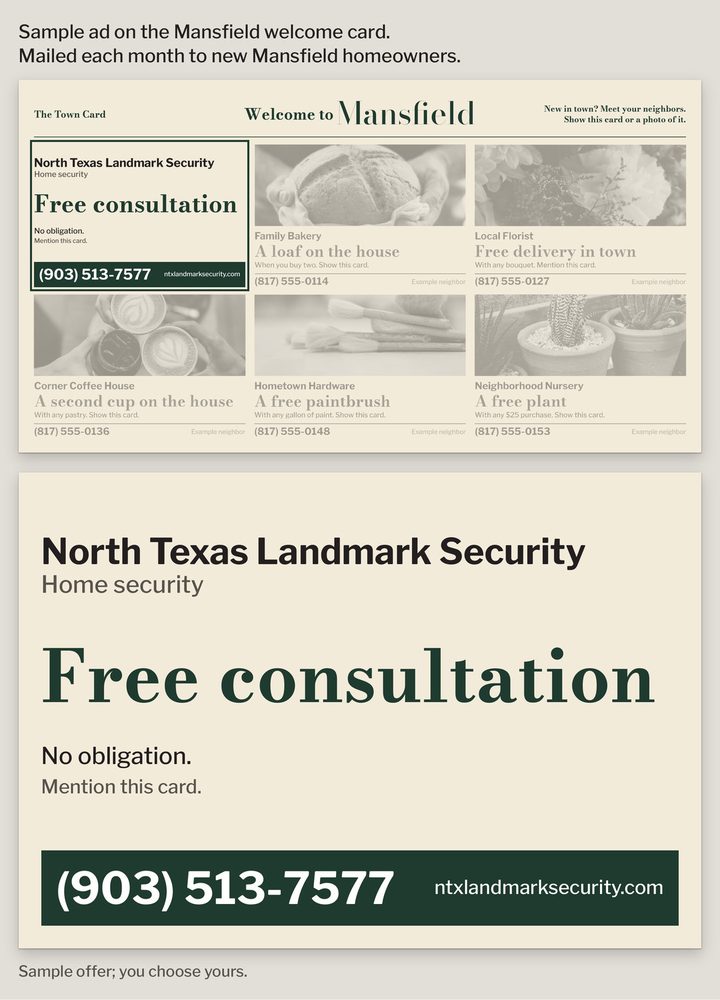 Sample ad on the Mansfield welcome card.
Mailed each month to new Mansfield homeowners.
The Town Card
Welcome to Mansfield
New in town? Meet your neighbors.
Show this card or a photo of it.
North Texas Landmark Security
Home security
Free consultation
No obligation.
Mention this card.
(903) 513-7577 ntxlandmarksecurity.com
Family Bakery
A loaf on the house
When you buy two. Show this card.
(817) 555-0114 Example neighbor
Local Florist
Free delivery in town
With any bouquet. Mention this card.
(817) 555-0127 Example neighbor
Corner Coffee House
A second cup on the house
With any pastry. Show this card.
(817) 555-0136 Example neighbor
Hometown Hardware
A free paintbrush
With any gallon of paint. Show this card.
(817) 555-0148 Example neighbor
Neighborhood Nursery
A free plant
With any $25 purchase. Show this card.
(817) 555-0153 Example neighbor
North Texas Landmark Security
Home security
Free consultation
No obligation.
Mention this card.
(903) 513-7577 ntxlandmarksecurity.com
Sample offer; you choose yours.